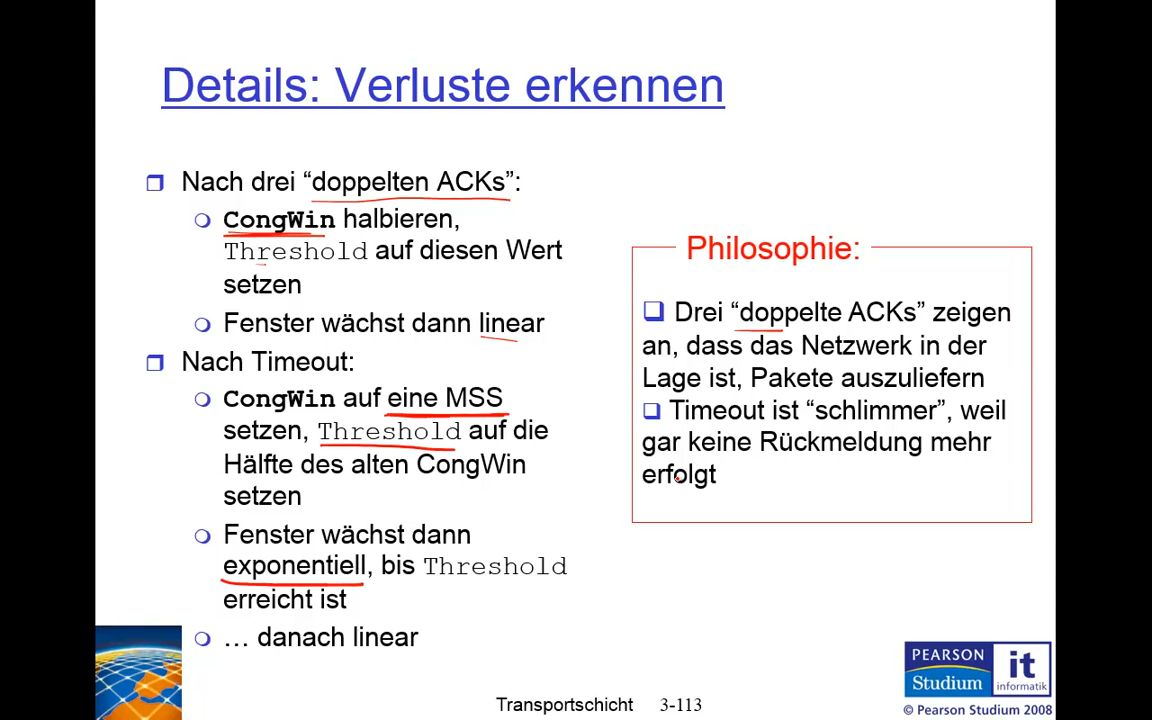 Details: Verluste erkennen
Nach drei “doppelten ACKs”:
CongWin halbieren,
Threshold auf diesen Wert
setzen
Fenster wächst dann linear
Nach Timeout:
CongWin auf eine MSS
setzen, Threshold auf die
Hälfte des alten CongWin
setzen
Fenster wächst dann
exponentiell, bis Threshold
erreicht ist
… danach linear
Philosophie:
Drei “doppelte ACKs” zeigen
an, dass das Netzwerk in der
Lage ist, Pakete auszuliefern
Timeout ist “schlimmer”, weil
gar keine Rückmeldung mehr
erfolgt
PEARSON
Studium
it
informatik
Transportschicht 3-113
© Pearson Studium 2008